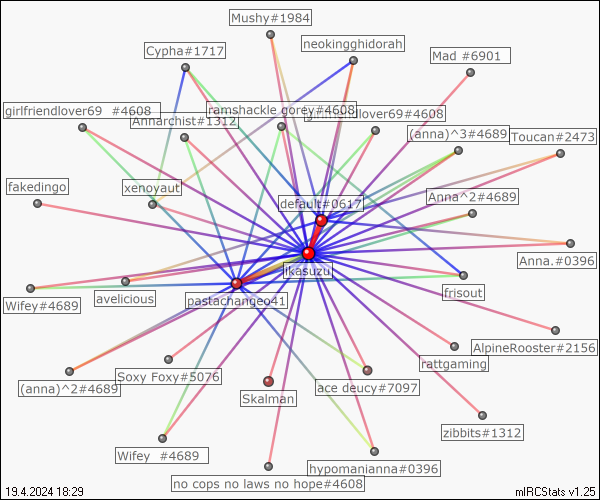 Mushy#1984
neokingghidorah
Cypha#1717
Mad #6901
girlfriendlover69 #4608
ramshackle gorey#4608
girlfriendlover69#4608
Annarchist#1312
(anna)^3#4689
Toucan#2473
fakedingo
xenoyaut
Anna^2#4689
default#0617
Anna.#0396
ikasuzu
Wifey#4689
avelicious
pastachangeo41
frisout
AlpineRooster#2156
rattgaming
(anna)^2#4689
Soxy Foxy#5076
ace deucy#7097
Skalman
zibbits#1312
Wifey #4689
hypomanianna#0396
no cops no laws no hope#4608
19.4.2024 18:29
mIRCStats v1.25